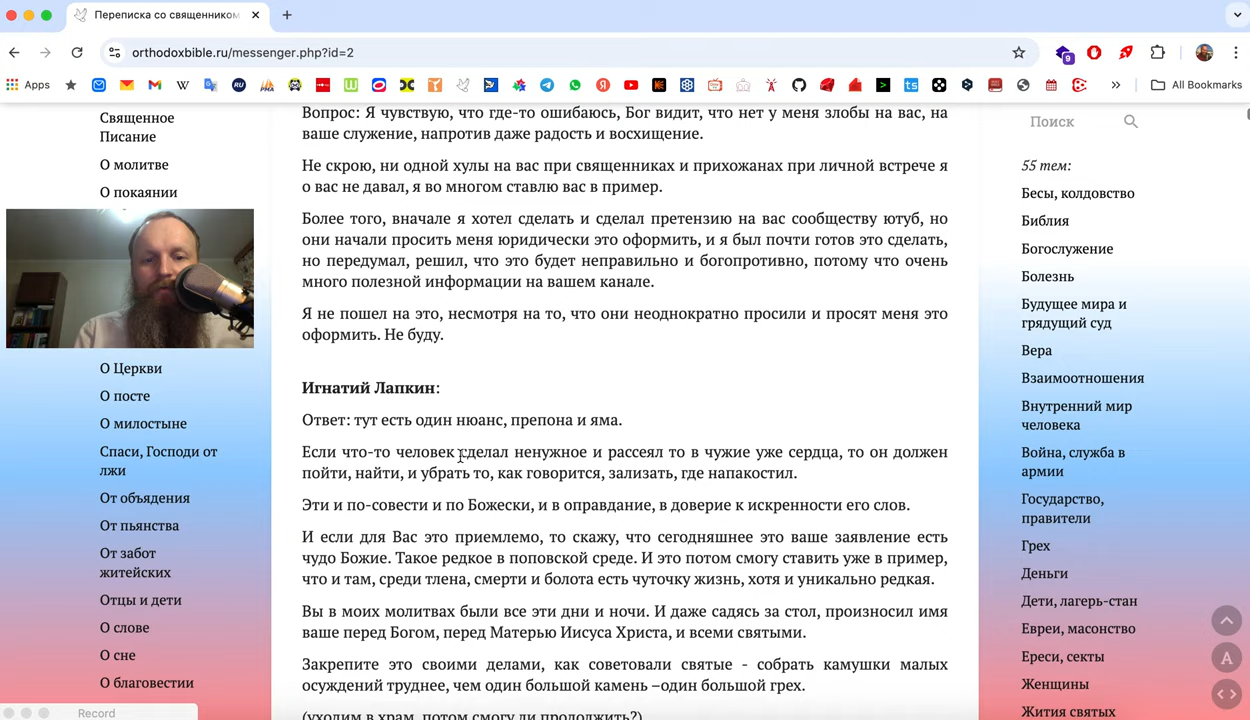 Переписка со священником
orthodoxbible.ru/messenger.php?id=2
9
Apps
All Bookmarks
Священное
Писание
О молитве
О покаянии
О Церкви
О посте
О милостыне
Спаси, Господи от
лжи
От объядения
От пьянства
От забот
житейских
Отцы и дети
О слове
О сне
О благовестии
Record
Вопрос: Я чувствую, что где-то ошибаюсь, Бог видит, что нет у меня злобы на вас, на
ваше служение, напротив даже радость и восхищение.
Не скрою, ни одной хулы на вас при священниках и прихожанах при личной встрече я
о вас не давал, я во многом ставлю вас в пример.
Более того, вначале я хотел сделать и сделал претензию на вас сообществу ютуб, но
они начали просить меня юридически это оформить, и я был почти готов это сделать,
но передумал, решил, что это будет неправильно и богопротивно, потому что очень
много полезной информации на вашем канале.
Я не пошел на это, несмотря на то, что они неоднократно просили и просят меня это
оформить. Не буду.
Игнатий Лапкин:
Ответ: тут есть один нюанс, препона и яма.
Если что-то человек сделал ненужное и рассеял то в чужие уже сердца, то он должен
пойти, найти, и убрать то, как говорится, зализать, где напакостил.
Эти и по-совести и по Божески, и в оправдание, в доверие к искренности его слов.
И если для Вас это приемлемо, то скажу, что сегодняшнее это ваше заявление есть
чудо Божие. Такое редкое в поповской среде. И это потом смогу ставить уже в пример,
что и там, среди тлена, смерти и болота есть чуточку жизнь, хотя и уникально редкая.
Вы в моих молитвах были все эти дни и ночи. И даже садясь за стол, произносил имя
ваше перед Богом, перед Матерью Иисуса Христа, и всеми святыми.
Закрепите это своими делами, как советовали святые - собрать камушки малых
осуждений труднее, чем один большой камень –один большой грех.
(уходим в храм, потом смогу ли продолжить?)
Поиск
55 тем:
Бесы, колдовство
Библия
Богослужение
Болезнь
Будущее мира и
грядущий суд
Вера
Взаимоотношения
Внутренний мир
человека
Война, служба в
армии
Государство,
правители
Грех
Деньги
Дети, лагерь-стан
Евреи, масонство
Ереси, секты
Женщины
Жития святых
A